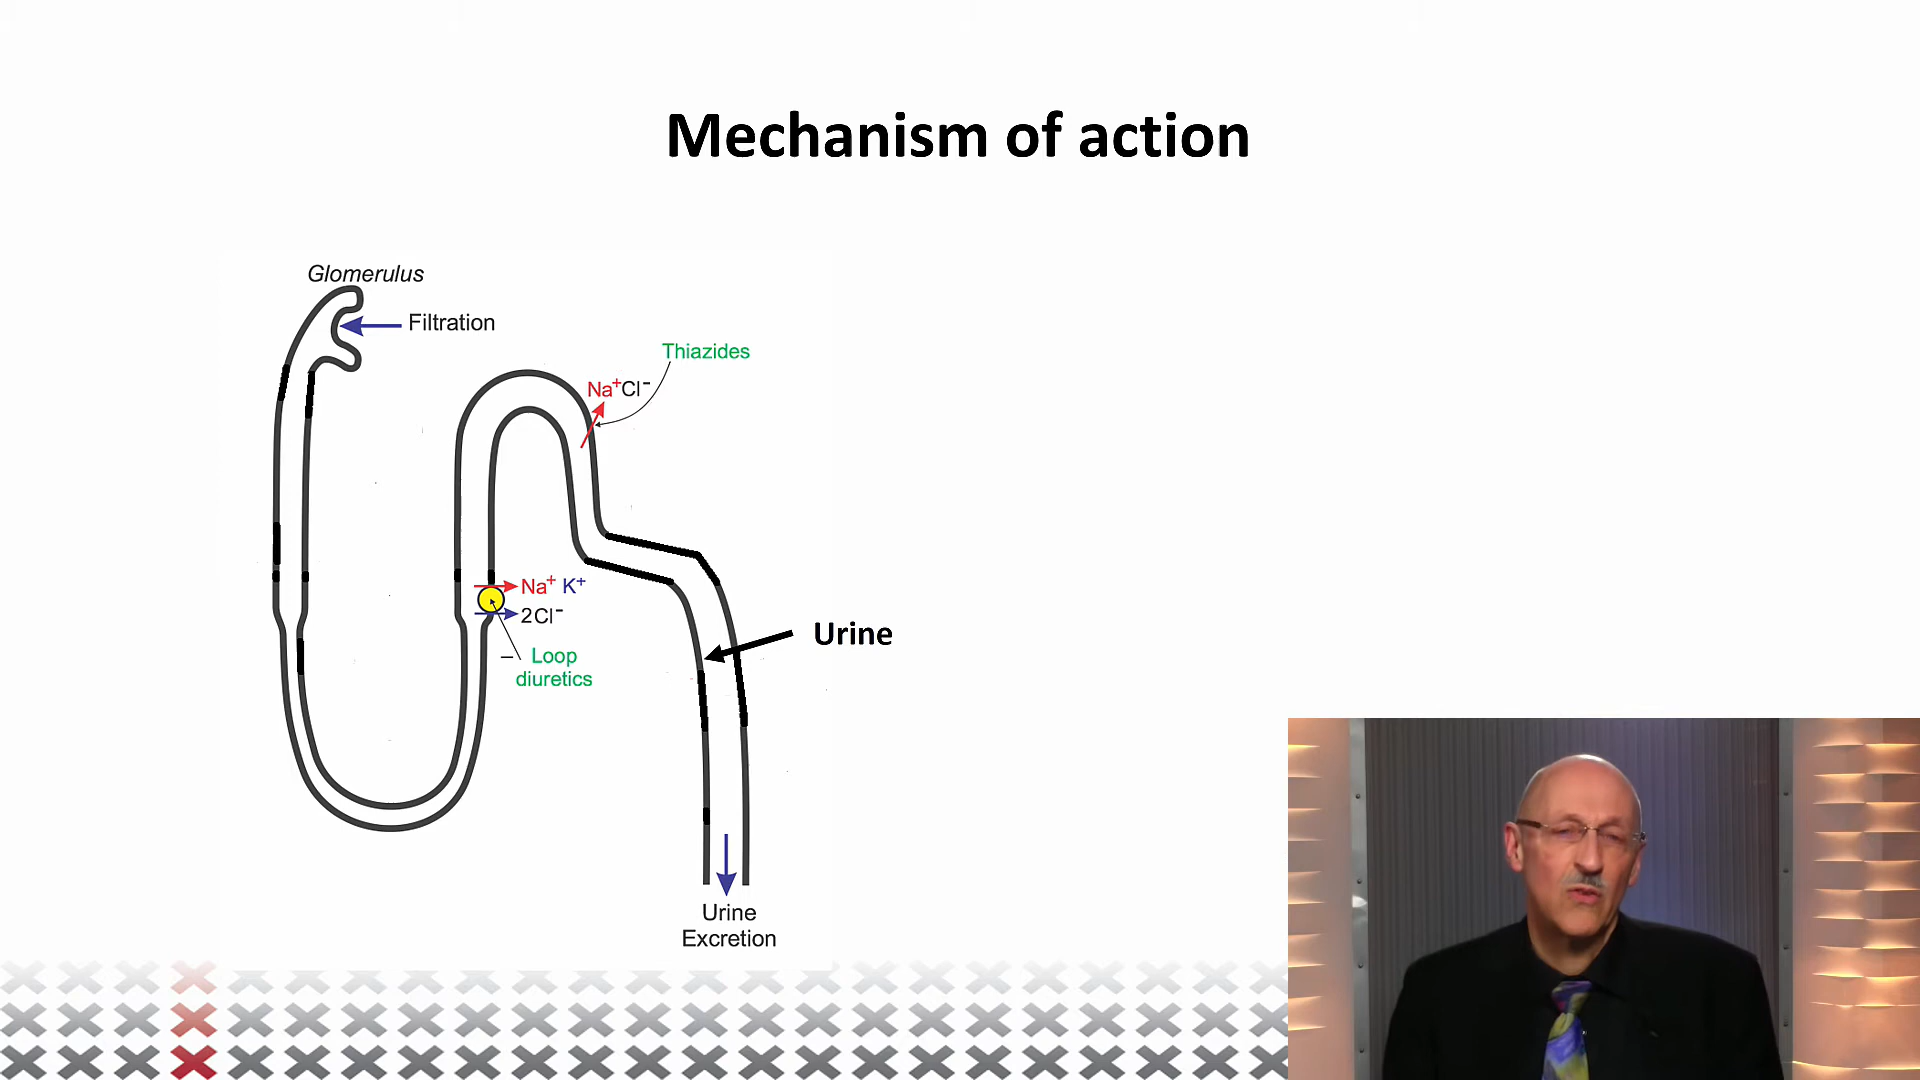 Mechanism of action
Glomerulus
Filtration
Thiazides
Na⁺Cl⁻
Na⁺ K⁺
2Cl⁻
– Loop
diuretics
Urine
Urine
Excretion